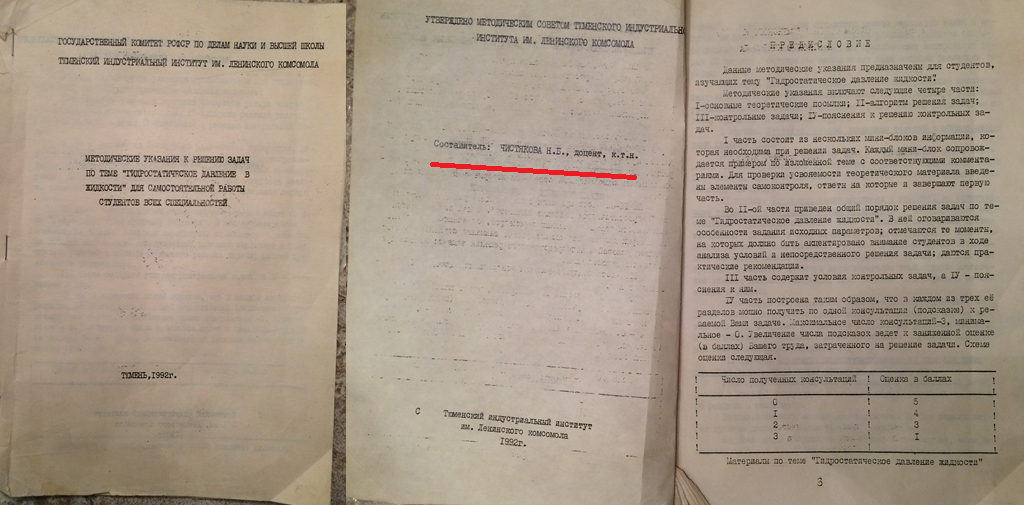 ГОСУДАРСТВЕННЫЙ КОМИТЕТ РСФСР ПО ДЕЛАМ НАУКИ И ВЫСШЕЙ ШКОЛЫ
ТЮМЕНСКИЙ ИНДУСТРИАЛЬНЫЙ ИНСТИТУТ ИМ. ЛЕНИНСКОГО КОМСОМОЛА
МЕТОДИЧЕСКИЕ УКАЗАНИЯ К РЕШЕНИЮ ЗАДАЧ
ПО ТЕМЕ "ГИДРОСТАТИЧЕСКОЕ ДАВЛЕНИЕ В
ЖИДКОСТИ" ДЛЯ САМОСТОЯТЕЛЬНОЙ РАБОТЫ
СТУДЕНТОВ ВСЕХ СПЕЦИАЛЬНОСТЕЙ
ТЮМЕНЬ,1992г.
УТВЕРЖДЕНО МЕТОДИЧЕСКИМ СОВЕТОМ ТЮМЕНСКОГО ИНДУСТРИАЛЬНО
ИНСТИТУТА ИМ. ЛЕНИНСКОГО КОМСОМОЛА
Составитель: ЧИСТЯКОВА Н.Б., доцент, к.т.н.
С Тюменский индустриальный институт
им. Ленинского комсомола
1992г.
ПРЕДИСЛОВИЕ
Данные методические указания предназначены для студентов,
изучающих тему "Гидростатическое давление жидкости".
Методические указания включают следующие четыре части:
I-основные теоретические посылки; II-алгоритм решения задач;
III-контрольные задачи; IУ-пояснения к решению контрольных за-
дач.
I часть состоит из нескольких мини-блоков информации, ко-
торая необходима при решении задач. Каждый мини-блок сопровож-
дается примером по изложенной теме с соответствующими коммента-
риями. Для проверки усвояемости теоретического материала введе-
ны элементы самоконтроля, ответы на которые и завершают первую
часть.
Во II-ой части приведен общий порядок решения задач по те-
ме "Гидростатическое давление жидкости". В ней оговариваются
особенности задания исходных параметров; отмечаются те моменты,
на которых должно быть акцентировано внимание студентов в ходе
анализа условий и непосредственного решения задачи; даются прак-
тические рекомендации.
III часть содержит условия контрольных задач, а IУ - пояс-
нения к ним.
IУ часть построена таким образом, что в каждом из трех её
разделов можно получить по одной консультации (подсказке) к ре-
шаемой Вами задаче. Максимальное число консультаций-3, минималь-
ное - 0. Увеличение числа подсказок ведет к заниженной оценке
(в баллах) Вашего труда, затраченного на решение задачи. Схема
оценки следующая.
Число полученных консультаций ! Оценка в баллах
0 ! 5
I ! 4
2 ! 3
3 ! I
Материалы по теме "Гидростатическое давление жидкости"
3